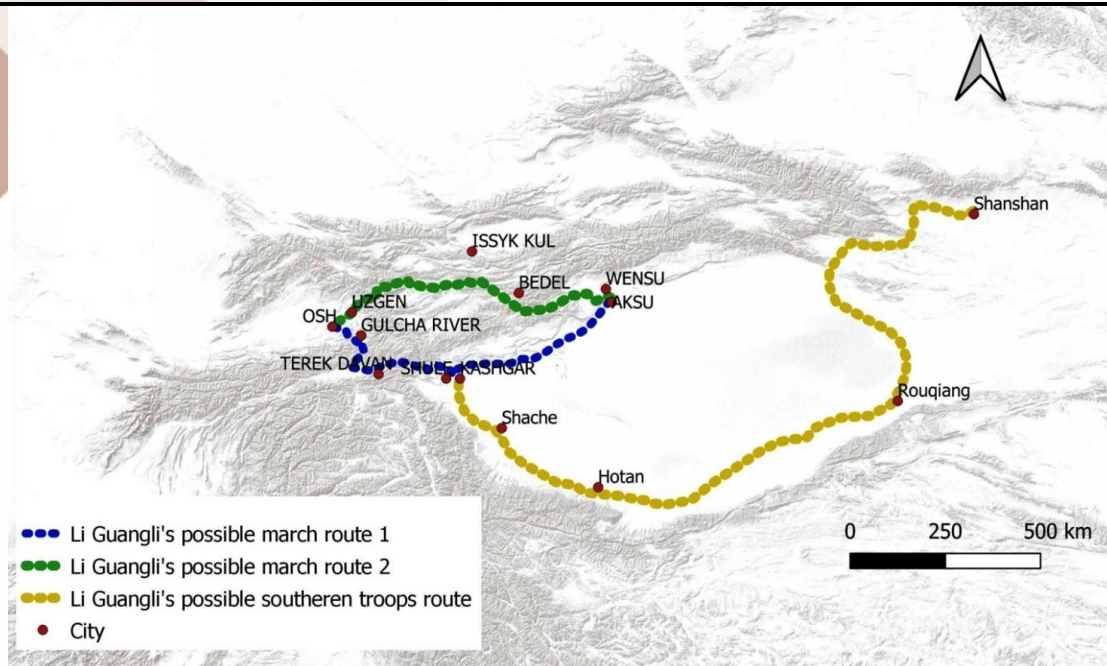 Shanshan
ISSYK KUL
BEDEL
WENSU
AKSU
UZGEN
OSH
GULCHA RIVER
TEREK DAVAN
SHULE
KASHGAR
Rouqiang
Shache
Hotan
0 250 500 km
Li Guangli's possible march route 1
Li Guangli's possible march route 2
Li Guangli's possible southeren troops route
City